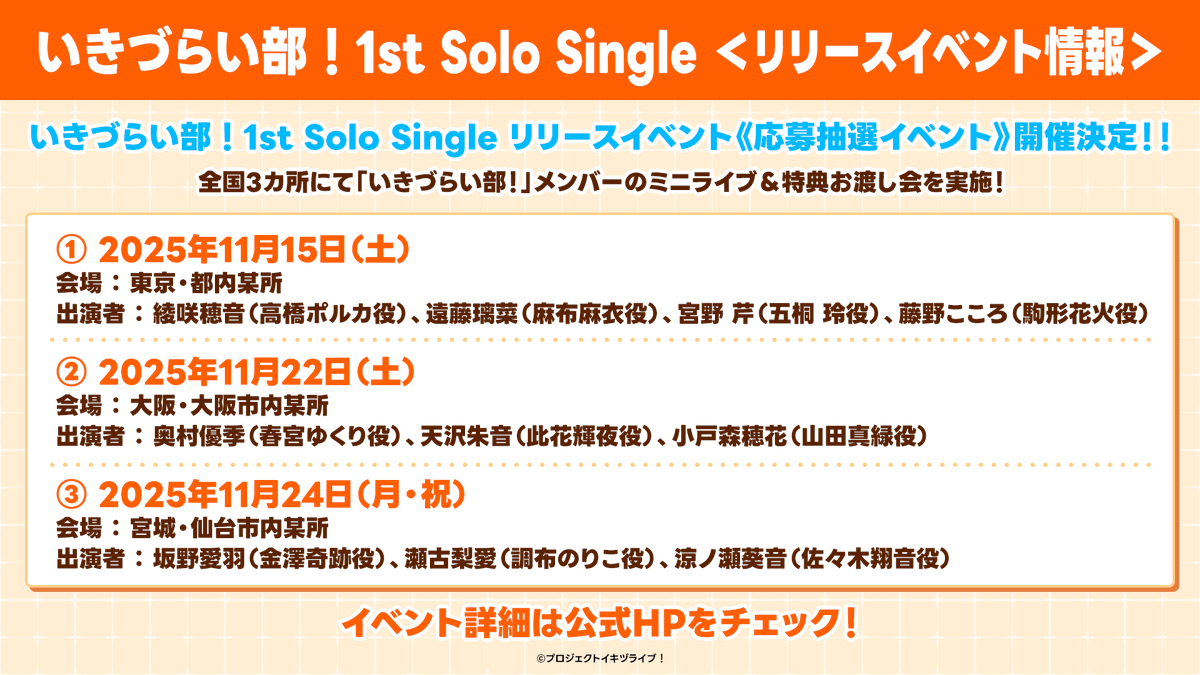 いきづらい部！1st Solo Single ＜リリースイベント情報＞
いきづらい部！1st Solo Single リリースイベント《応募抽選イベント》開催決定！！
全国3カ所にて「いきづらい部！」メンバーのミニライブ＆特典お渡し会を実施！
① 2025年11月15日（土）
会場：東京・都内某所
出演者：綾咲穂音（高橋ポルカ役）、遠藤璃菜（麻布麻衣役）、宮野 芹（五桐 玲役）、藤野こころ（駒形花火役）
② 2025年11月22日（土）
会場：大阪・大阪市内某所
出演者：奥村優季（春宮ゆくり役）、天沢朱音（此花輝夜役）、小戸森穂花（山田真緑役）
③ 2025年11月24日（月・祝）
会場：宮城・仙台市内某所
出演者：坂野愛羽（金澤奇跡役）、瀬古梨愛（調布のりこ役）、涼ノ瀬葵音（佐々木翔音役）
イベント詳細は公式HPをチェック！
©プロジェクトイキヅライブ！